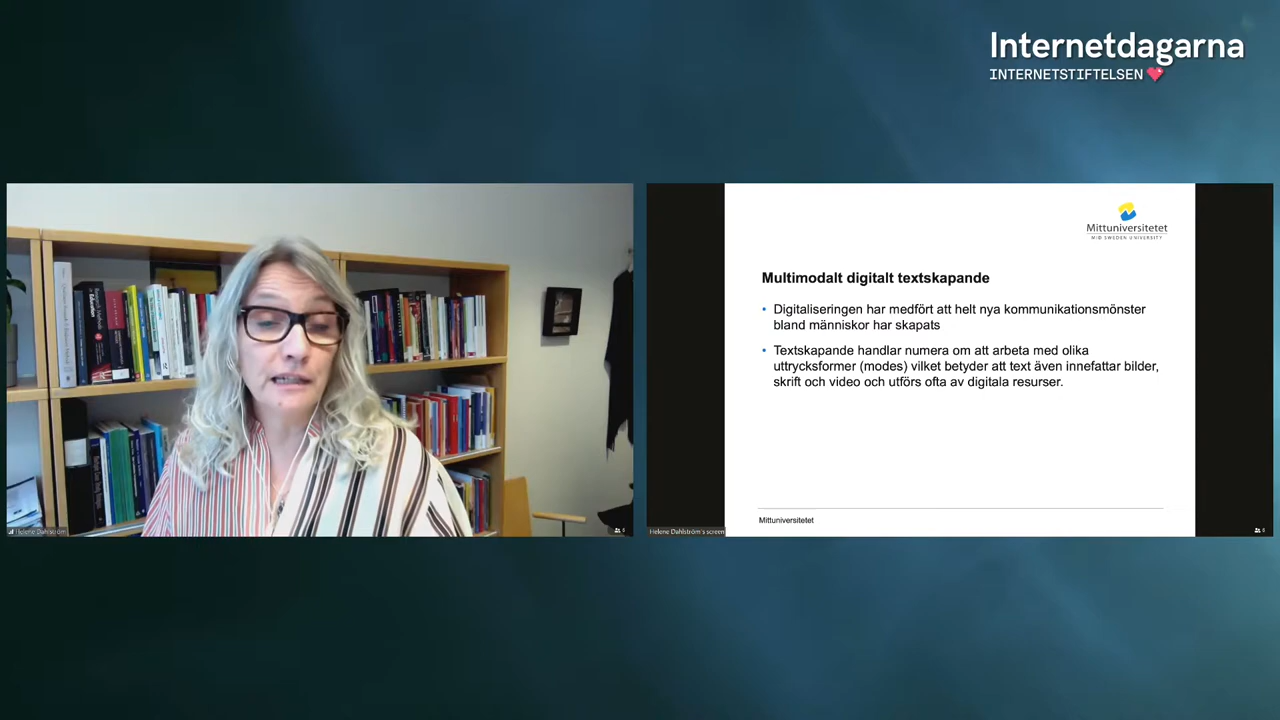 Internetdagarna
INTERNETSTIFTELSEN
Mittuniversitetet
MID SWEDEN UNIVERSITY
Multimodalt digitalt textskapande
• Digitaliseringen har medfört att helt nya kommunikationsmönster
bland människor har skapats
• Textskapande handlar numera om att arbeta med olika
uttrycksformer (modes) vilket betyder att text även innefattar bilder,
skrift och video och utförs ofta av digitala resurser.
Mittuniversitetet
Helene Dahlström
Helene Dahlström's screen